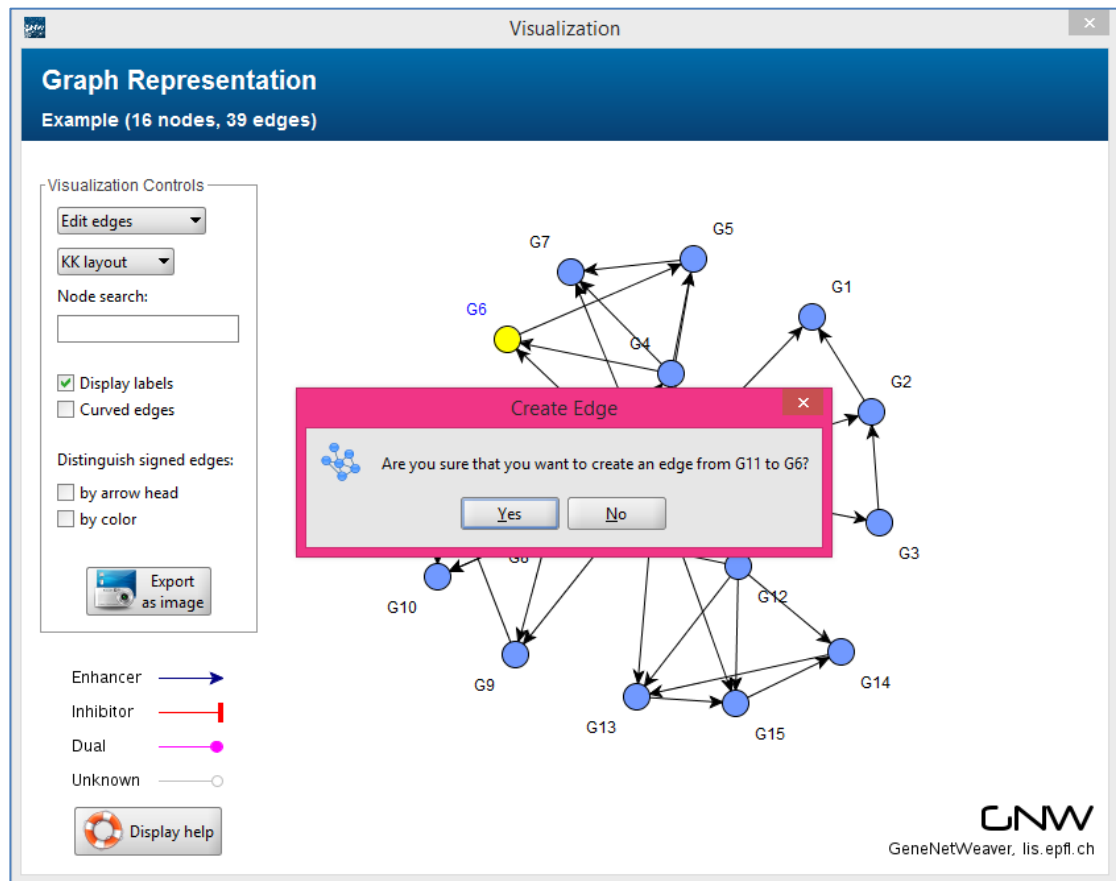 Visualization
Graph Representation
Example (16 nodes, 39 edges)
Visualization Controls
Edit edges
KK layout
Node search:
Display labels
Curved edges
Distinguish signed edges:
by arrow head
by color
Export
as image
Enhancer
Inhibitor
Dual
Unknown
Display help
G5
G7
G1
G6
G4
G2
Create Edge
Are you sure that you want to create an edge from G11 to G6?
Yes
No
G3
G8
G10
G12
G9
G14
G13
G15
GNW
GeneNetWeaver, lis.epfl.ch